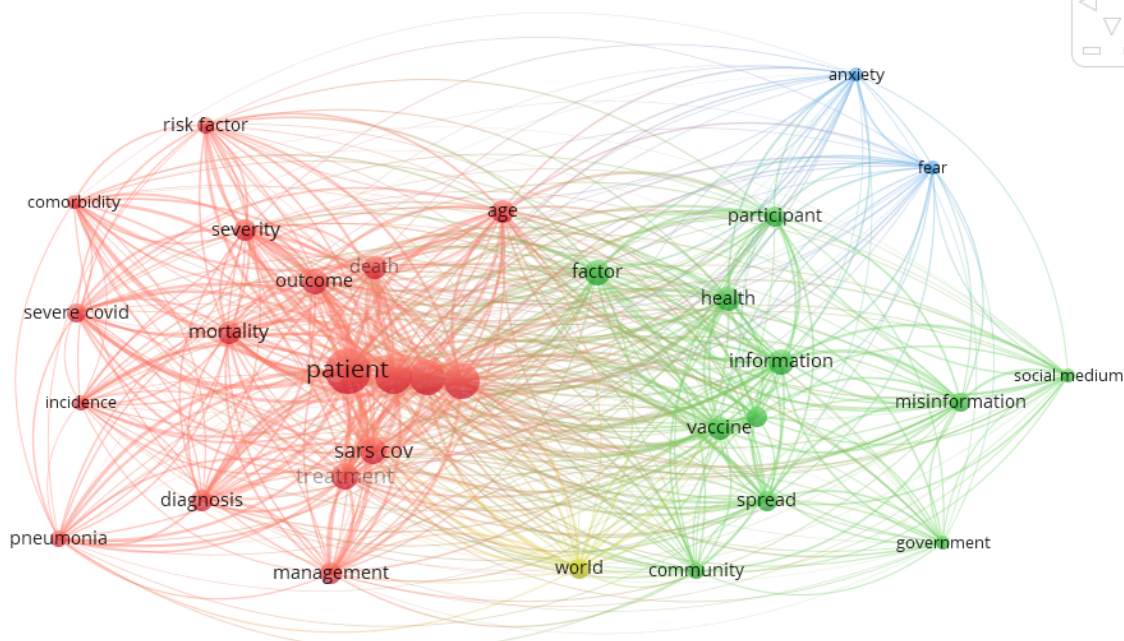 anxiety
risk factor
fear
comorbidity
age
participant
severity
death
factor
outcome
health
severe covid
mortality
information
patient
social medium
incidence
misinformation
vaccine
sars cov
treatment
diagnosis
spread
pneumonia
government
world
community
management